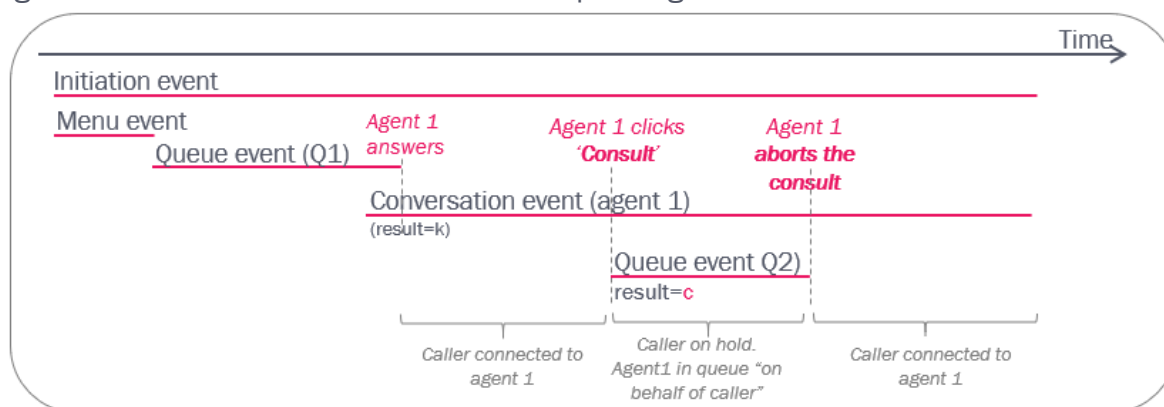 Time
Initiation event
Menu event
Agent 1
answers
Agent 1 clicks
‘Consult’
Agent 1
aborts the
consult
Queue event (Q1)
Conversation event (agent 1)
(result=k)
Queue event Q2)
result=c
Caller connected to
agent 1
Caller on hold.
Agent1 in queue “on
behalf of caller”
Caller connected to
agent 1